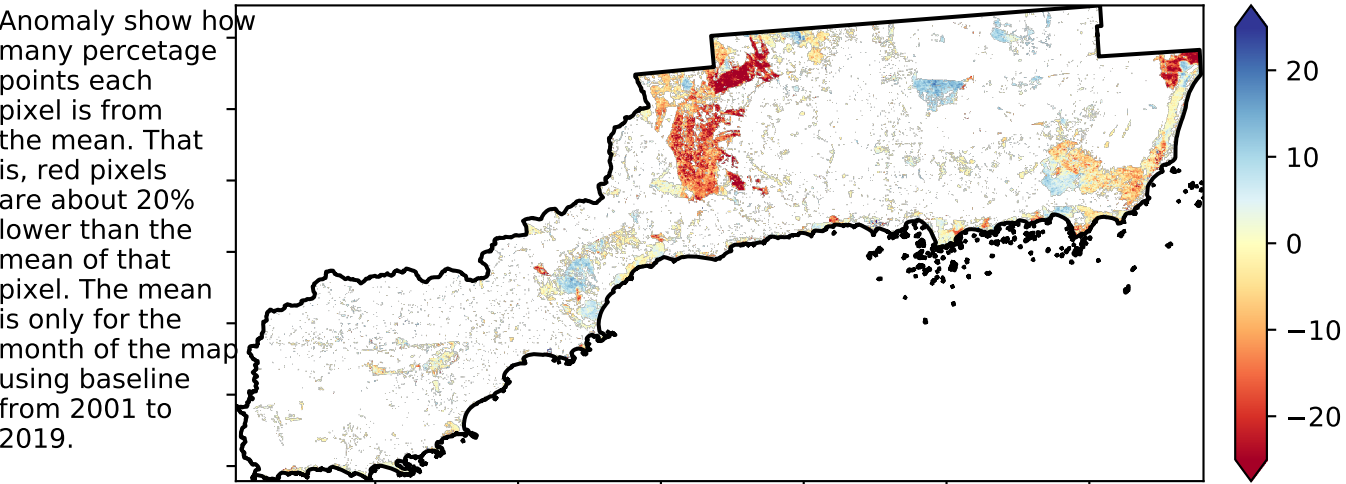 Anomaly show how
many percetage
points each
pixel is from
the mean. That
is, red pixels
are about 20%
lower than the
mean of that
pixel. The mean
is only for the
month of the map
using baseline
from 2001 to
2019.
20
10
0
−10
−20